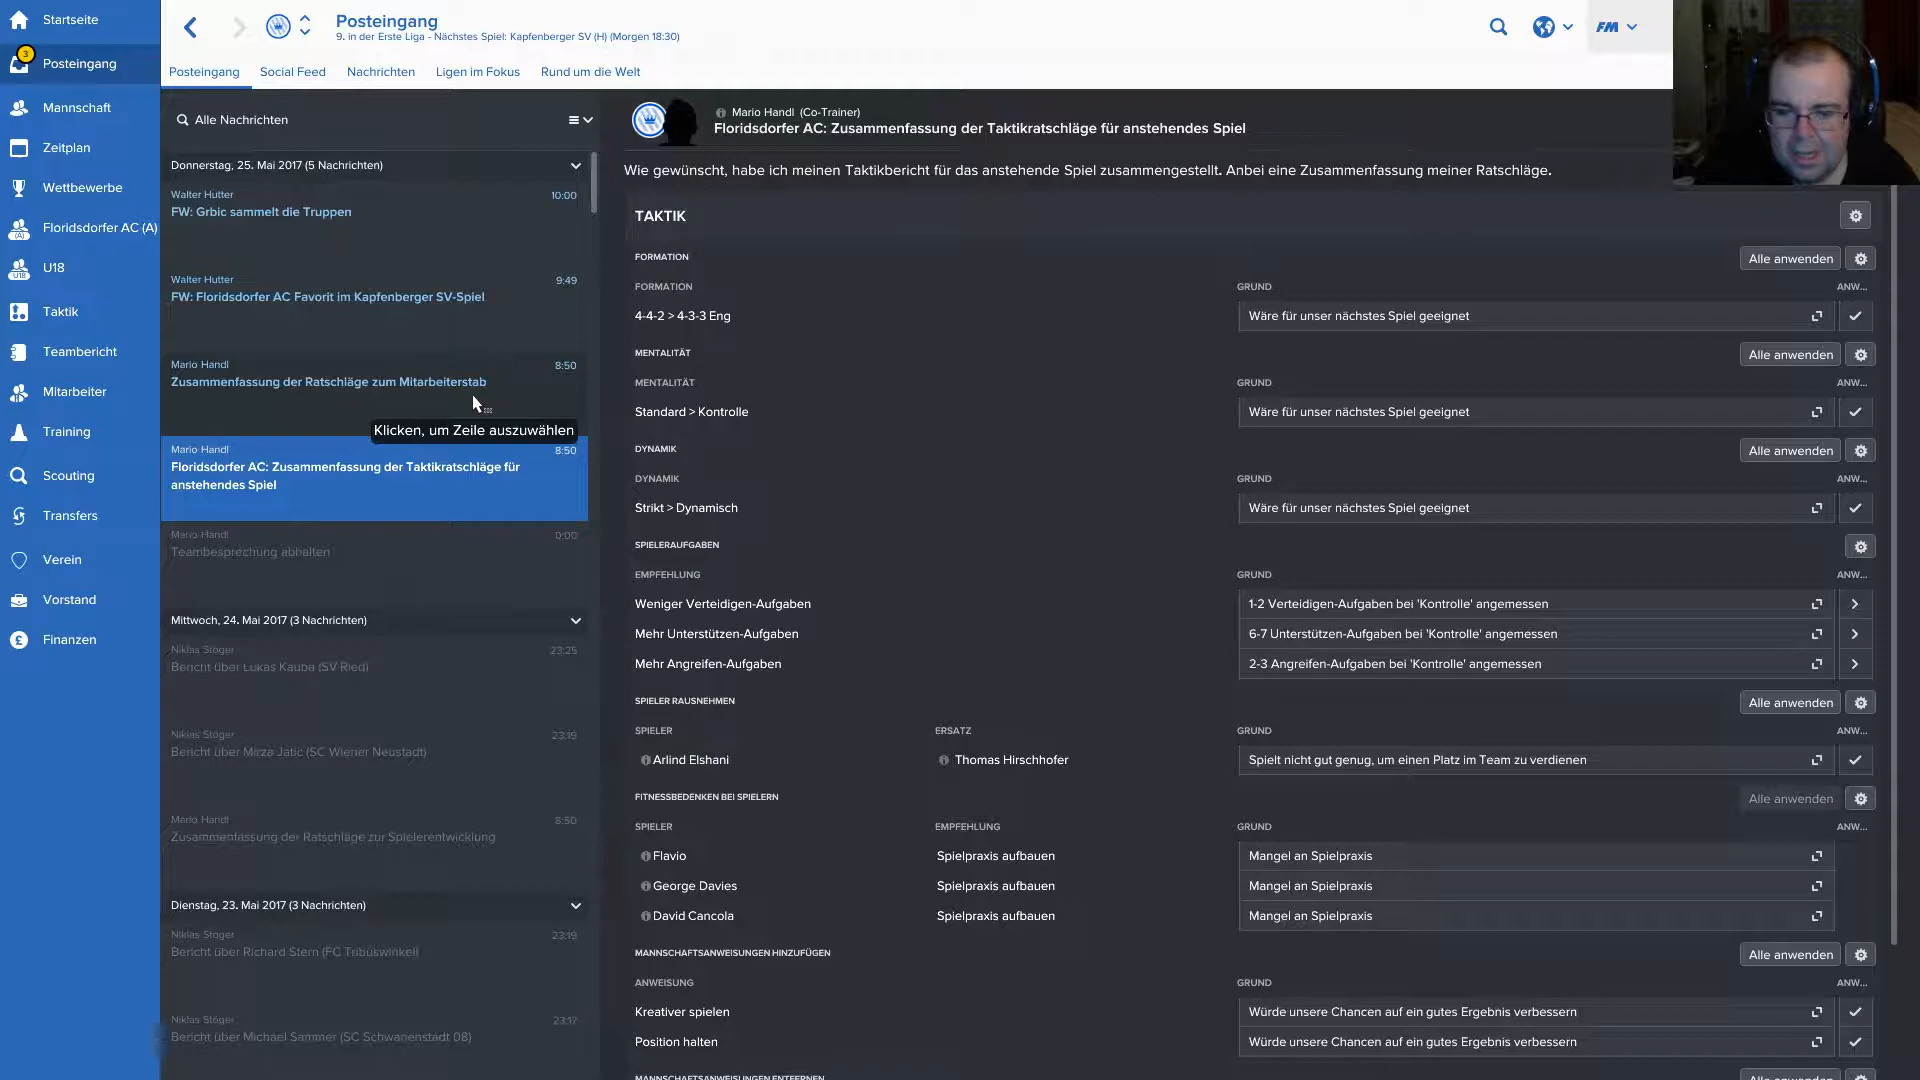 Startseite
3
Posteingang
Mannschaft
Zeitplan
Wettbewerbe
Floridsdorfer AC (A)
U18
Taktik
Teambericht
Mitarbeiter
Training
Scouting
Transfers
Verein
Vorstand
Finanzen
Posteingang
9. in der Erste Liga - Nächstes Spiel: Kapfenberger SV (H) (Morgen 18:30)
FM
Posteingang Social Feed Nachrichten Ligen im Fokus Rund um die Welt
Alle Nachrichten
Donnerstag, 25. Mai 2017 (5 Nachrichten)
Walter Hutter 10:00
FW: Grbic sammelt die Truppen
Walter Hutter 9:49
FW: Floridsdorfer AC Favorit im Kapfenberger SV-Spiel
Mario Handl 8:50
Zusammenfassung der Ratschläge zum Mitarbeiterstab
Klicken, um Zeile auszuwählen
Mario Handl 8:50
Floridsdorfer AC: Zusammenfassung der Taktikratschläge für
anstehendes Spiel
Mario Handl 0:00
Teambesprechung abhalten
Mittwoch, 24. Mai 2017 (3 Nachrichten)
Niklas Stöger 23:25
Bericht über Lukas Kauba (SV Ried)
Niklas Stöger 23:19
Bericht über Mirza Jatic (SC Wiener Neustadt)
Mario Handl 8:50
Zusammenfassung der Ratschläge zur Spielerentwicklung
Dienstag, 23. Mai 2017 (3 Nachrichten)
Niklas Stöger 23:19
Bericht über Richard Stern (FC Tribuswinkel)
Niklas Stöger 23:17
Bericht über Michael Sammer (SC Schwanenstadt 08)
Mario Handl (Co-Trainer)
Floridsdorfer AC: Zusammenfassung der Taktikratschläge für anstehendes Spiel
Wie gewünscht, habe ich meinen Taktikbericht für das anstehende Spiel zusammengestellt. Anbei eine Zusammenfassung meiner Ratschläge.
TAKTIK
FORMATION Alle anwenden
FORMATION GRUND ANW...
4-4-2 > 4-3-3 Eng Wäre für unser nächstes Spiel geeignet
MENTALITÄT Alle anwenden
MENTALITÄT GRUND ANW...
Standard > Kontrolle Wäre für unser nächstes Spiel geeignet
DYNAMIK Alle anwenden
DYNAMIK GRUND ANW...
Strikt > Dynamisch Wäre für unser nächstes Spiel geeignet
SPIELERAUFGABEN
EMPFEHLUNG GRUND ANW...
Weniger Verteidigen-Aufgaben 1-2 Verteidigen-Aufgaben bei 'Kontrolle' angemessen
Mehr Unterstützen-Aufgaben 6-7 Unterstützen-Aufgaben bei 'Kontrolle' angemessen
Mehr Angreifen-Aufgaben 2-3 Angreifen-Aufgaben bei 'Kontrolle' angemessen
SPIELER RAUSNEHMEN Alle anwenden
SPIELER ERSATZ GRUND ANW...
Arlind Elshani Thomas Hirschhofer Spielt nicht gut genug, um einen Platz im Team zu verdienen
FITNESSBEDENKEN BEI SPIELERN Alle anwenden
SPIELER EMPFEHLUNG GRUND ANW...
Flavio Spielpraxis aufbauen Mangel an Spielpraxis
George Davies Spielpraxis aufbauen Mangel an Spielpraxis
David Cancola Spielpraxis aufbauen Mangel an Spielpraxis
MANNSCHAFTSANWEISUNGEN HINZUFÜGEN Alle anwenden
ANWEISUNG GRUND ANW...
Kreativer spielen Würde unsere Chancen auf ein gutes Ergebnis verbessern
Position halten Würde unsere Chancen auf ein gutes Ergebnis verbessern
MANNSCHAFTSANWEISUNGEN ENTFERNEN Alle anwenden